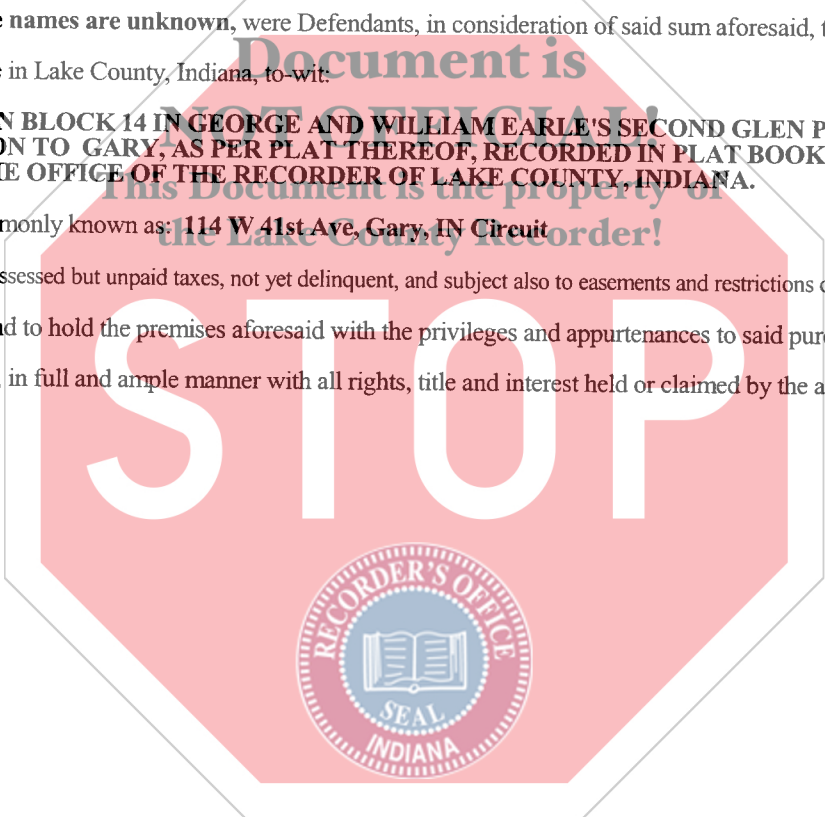 names are unknown, were Defendants, in consideration of said sum aforesaid,
in Lake County, Indiana, to-wit:
Document is
NOT OFFICIAL!
This Document is the property of
the Lake County Recorder!
N BLOCK 14 IN GEORGE AND WILLIAM EARLE'S SECOND GLEN P
ON TO GARY, AS PER PLAT THEREOF, RECORDED IN PLAT BOOK
E OFFICE OF THE RECORDER OF LAKE COUNTY, INDIANA.
monly known as: 114 W 41st Ave, Gary, IN Circuit
ssessed but unpaid taxes, not yet delinquent, and subject also to easements and restrictions
d to hold the premises aforesaid with the privileges and appurtenances to said pur
, in full and ample manner with all rights, title and interest held or claimed by the a
STOP
RECORDER'S OFFICE
SEAL
INDIANA